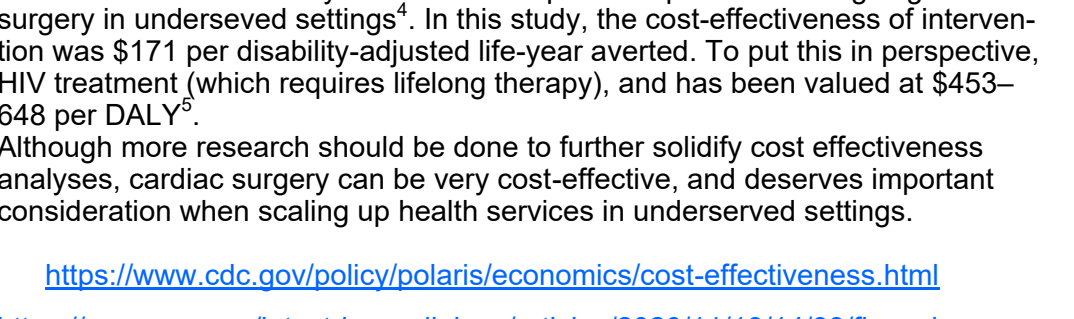 surgery in underseved settings4. In this study, the cost-effectiveness of interven-
tion was $171 per disability-adjusted life-year averted. To put this in perspective,
HIV treatment (which requires lifelong therapy), and has been valued at $453–
648 per DALY5.
Although more research should be done to further solidify cost effectiveness
analyses, cardiac surgery can be very cost-effective, and deserves important
consideration when scaling up health services in underserved settings.
https://www.cdc.gov/policy/polaris/economics/cost-effectiveness.html